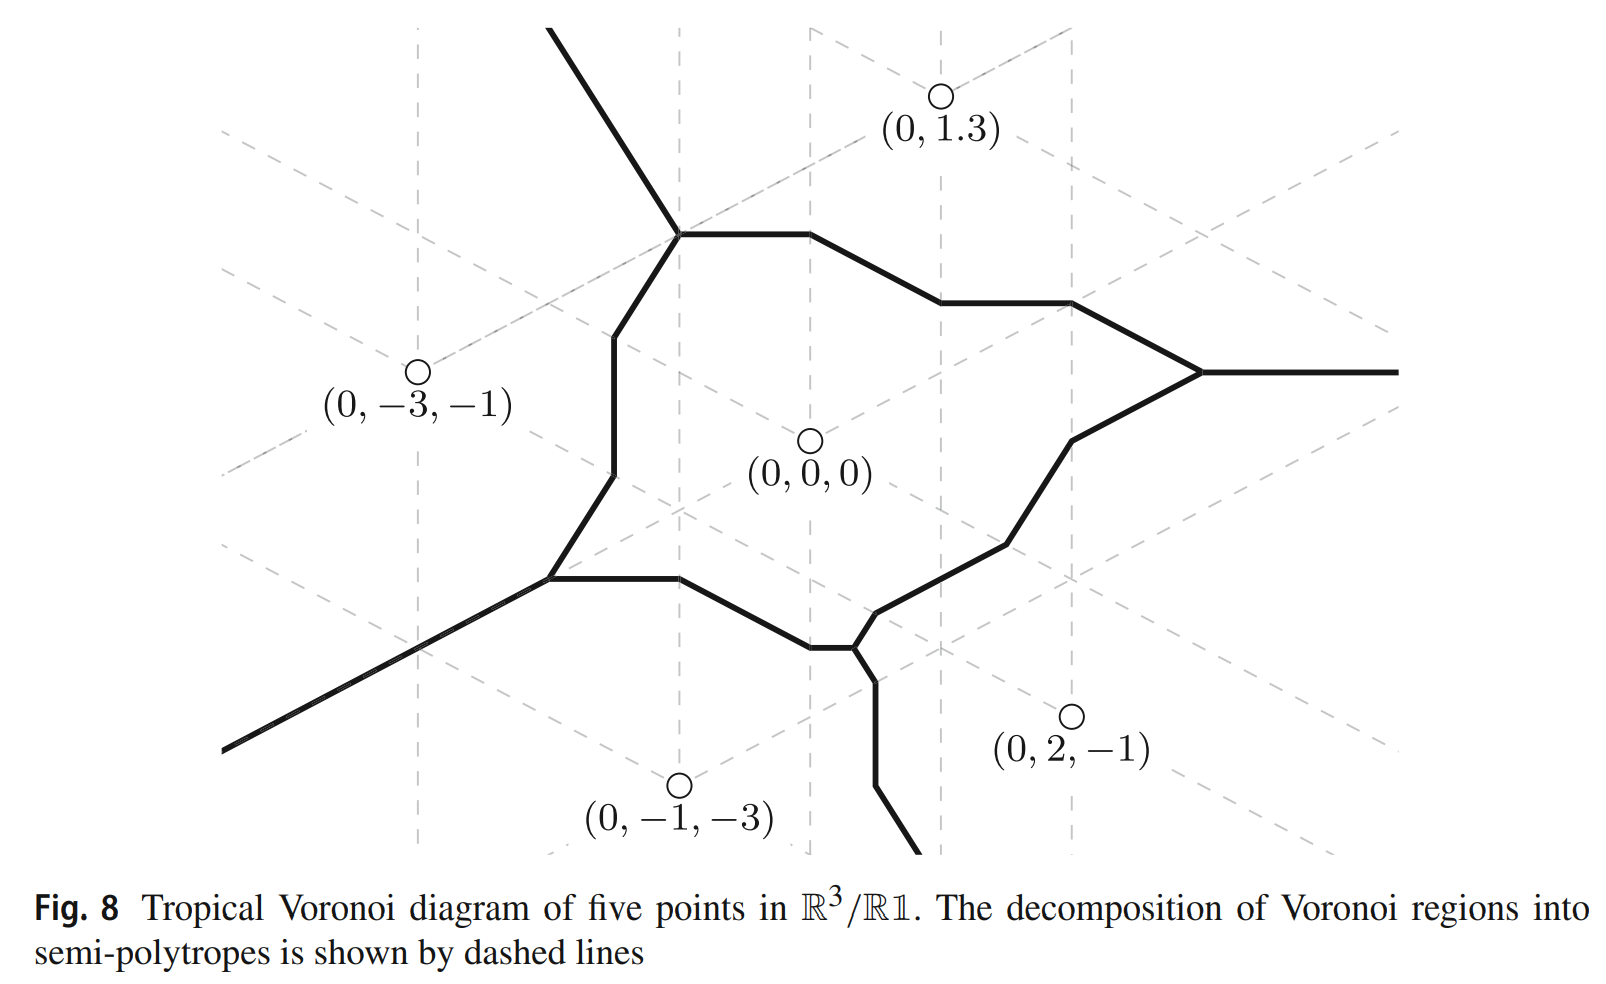 (0, 1.3)
(0, −3, −1)
(0, 0, 0)
(0, 2, −1)
(0, −1, −3)
Fig. 8 Tropical Voronoi diagram of five points in ℝ³/ℝ𝟙. The decomposition of Voronoi regions into
semi-polytropes is shown by dashed lines